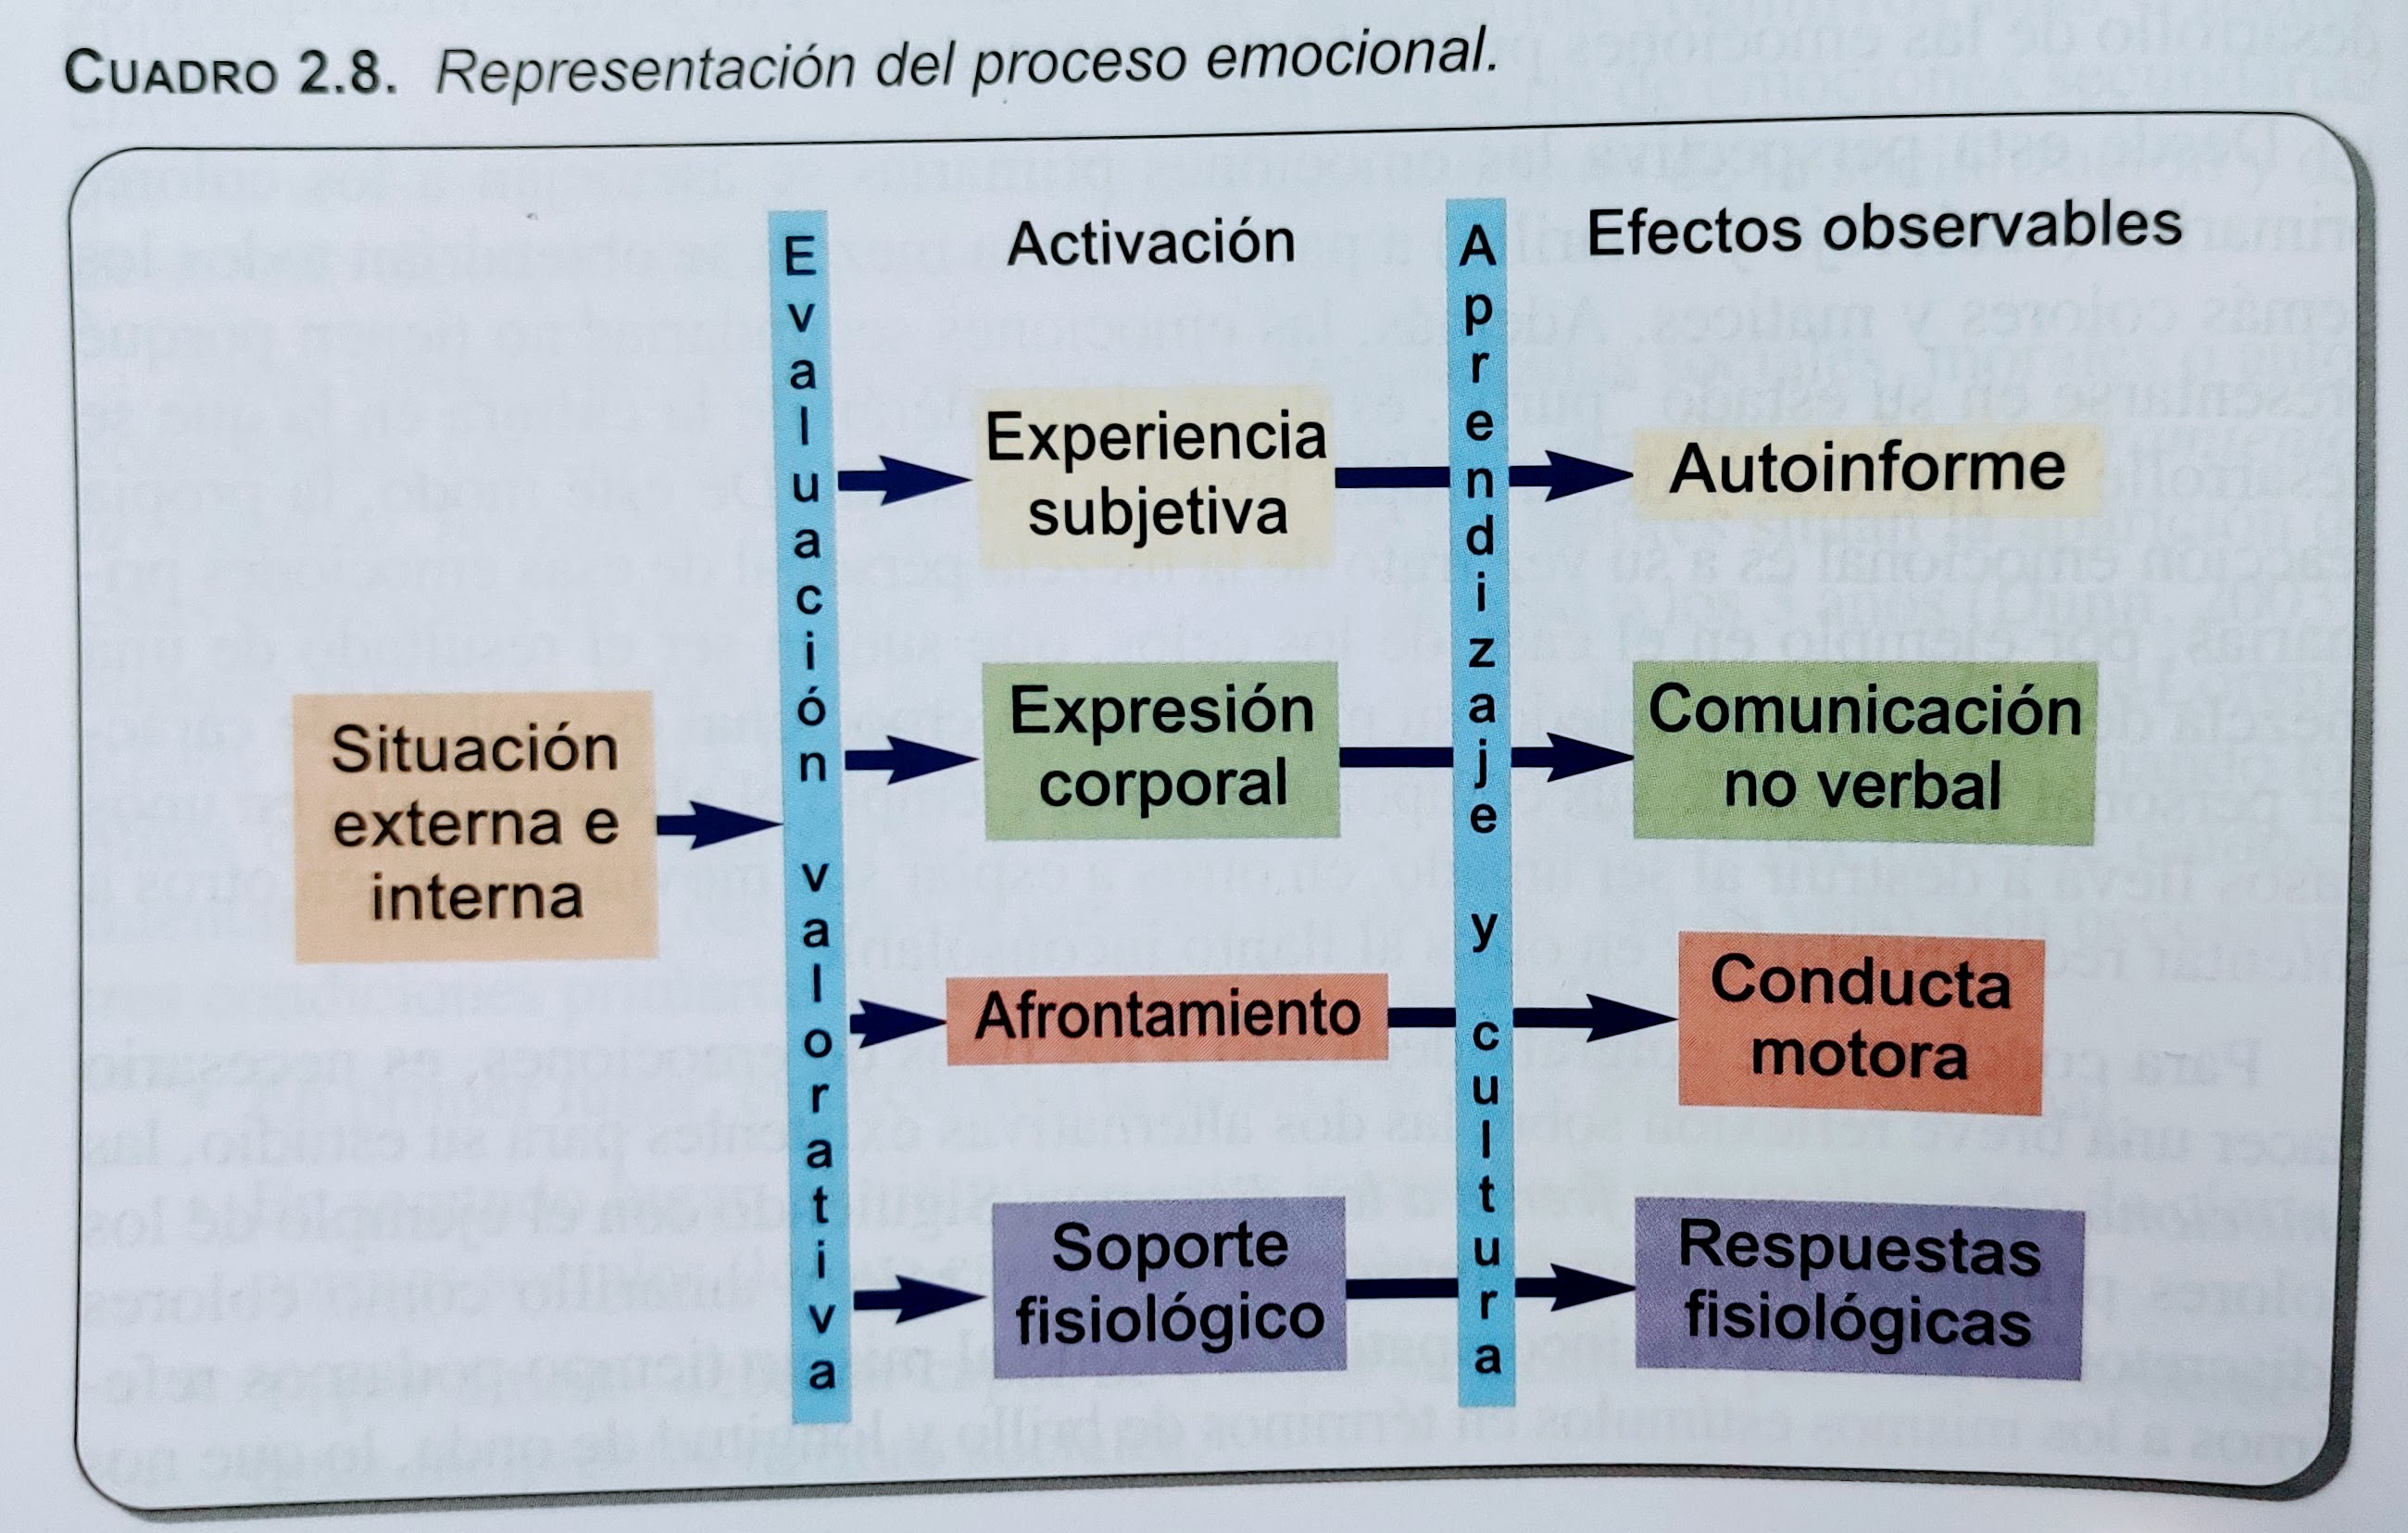 CUADRO 2.8. Representación del proceso emocional.
Evaluación valorativa
Activación
Aprendizaje y cultura
Efectos observables
Situación
externa e
interna
Experiencia
subjetiva
Autoinforme
Expresión
corporal
Comunicación
no verbal
Afrontamiento
Conducta
motora
Soporte
fisiológico
Respuestas
fisiológicas